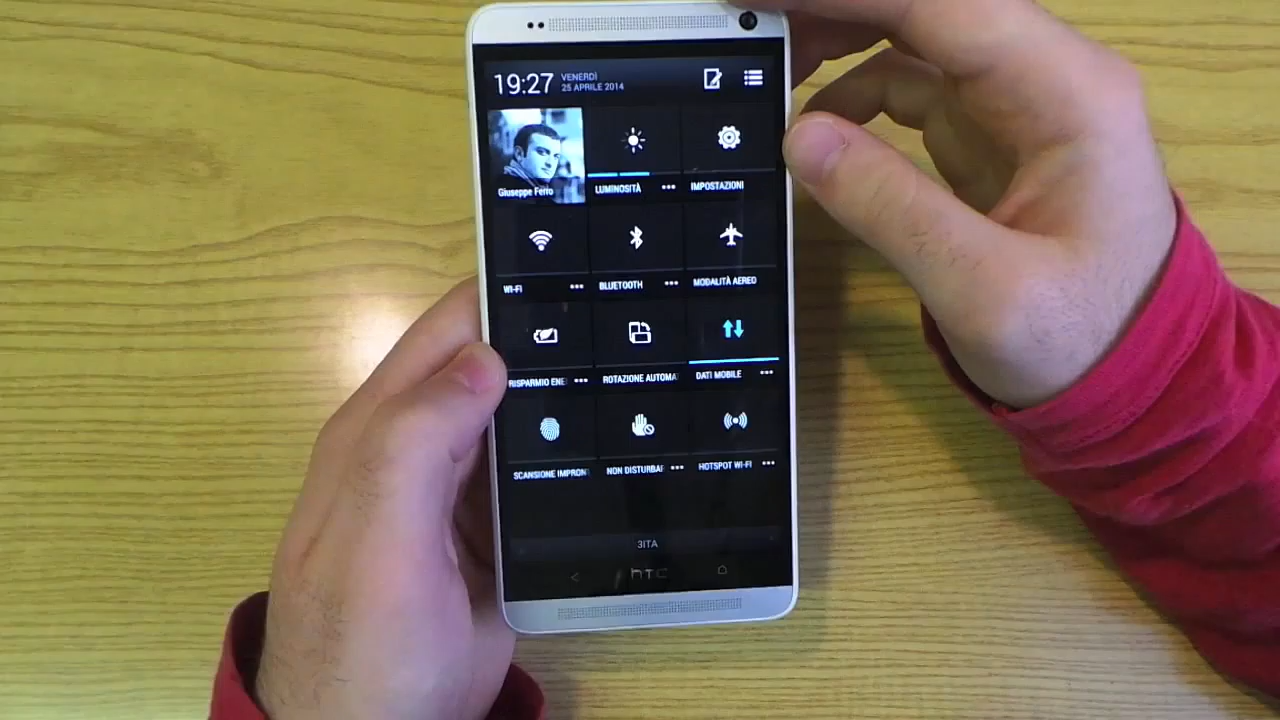 19:27
VENERDÌ
25 APRILE 2014
Giuseppe Ferro
LUMINOSITÀ
IMPOSTAZIONI
WI-FI
BLUETOOTH
MODALITÀ AEREO
RISPARMIO ENE
ROTAZIONE AUTOMA
DATI MOBILE
SCANSIONE IMPRON
NON DISTURBAR
HOTSPOT WI-FI
3ITA
hTC